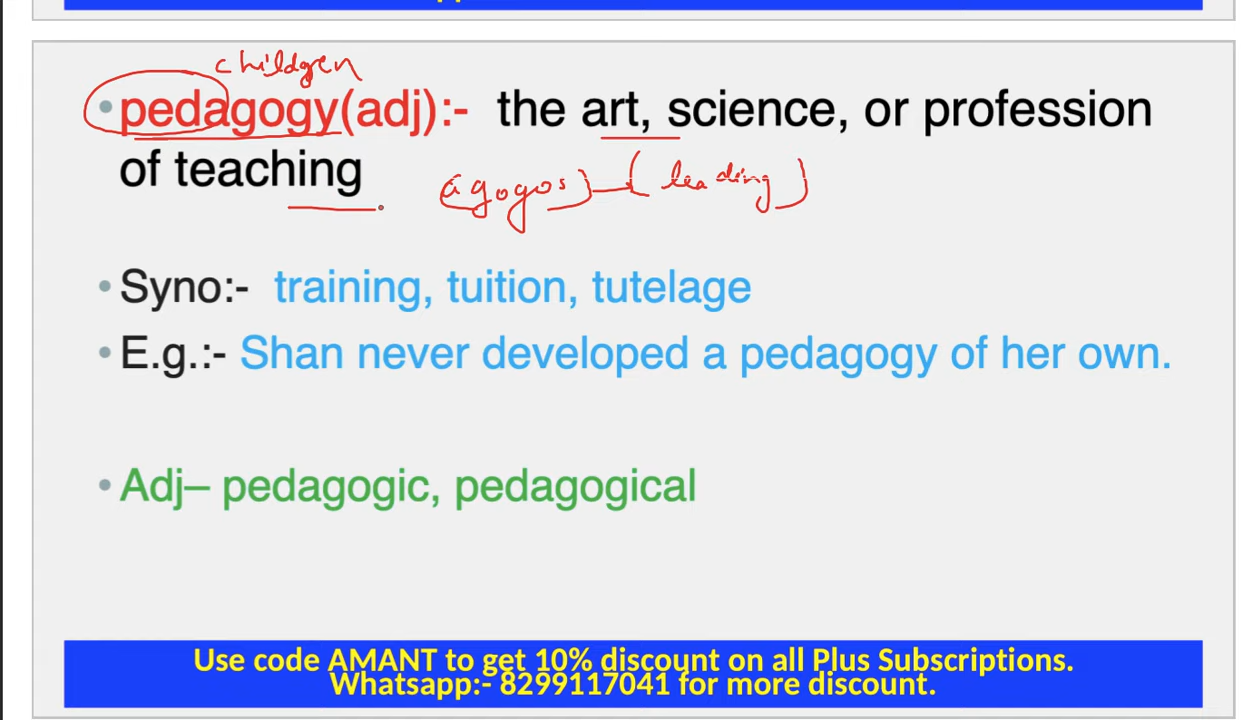 children
• pedagogy(adj):- the art, science, or profession
of teaching
agogos) – (leading)
• Syno:- training, tuition, tutelage
• E.g.:- Shan never developed a pedagogy of her own.
• Adj– pedagogic, pedagogical
Use code AMANT to get 10% discount on all Plus Subscriptions.
Whatsapp:- 8299117041 for more discount.